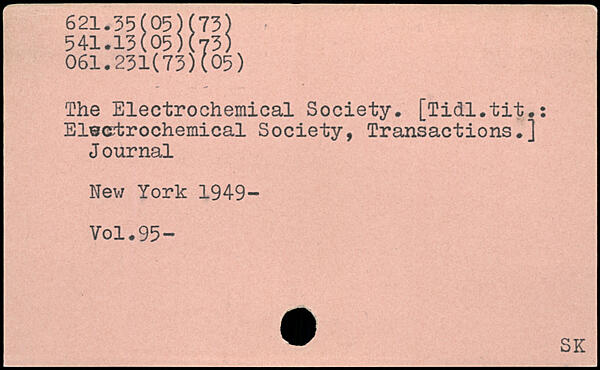 621.35(05)(73)
541.13(05)(73)
061.231(73)(05)
The Electrochemical Society. [Tidl.tit.:
Electrochemical Society, Transactions.]
Journal
New York 1949-
Vol.95-
SK